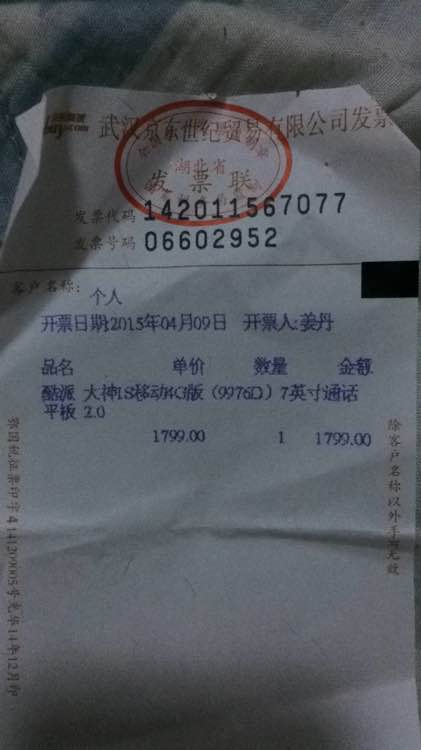 武汉京东世纪贸易有限公司发票
湖北省
发票联
发票代码 142011567077
发票号码 06602952
客户名称: 个人
开票日期:2015年04月09日 开票人:姜丹
品名 单价 数量 金额
酷派 大神1S移动4G版（9976D）7英寸通话
平板 2.0
1799.00 1 1799.00
除客户名称以外手写无效